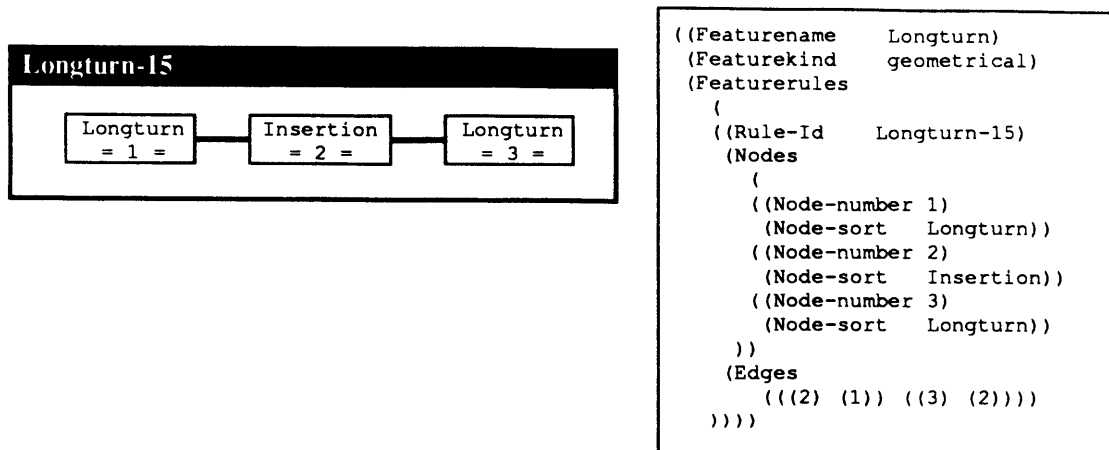 Longturn-15
Longturn Insertion Longturn
= 1 = = 2 = = 3 =
((Featurename Longturn)
(Featurekind geometrical)
(Featurerules
(
((Rule-Id Longturn-15)
(Nodes
(
((Node-number 1)
(Node-sort Longturn))
((Node-number 2)
(Node-sort Insertion))
((Node-number 3)
(Node-sort Longturn))
))
(Edges
(((2) (1)) ((3) (2))))
))))